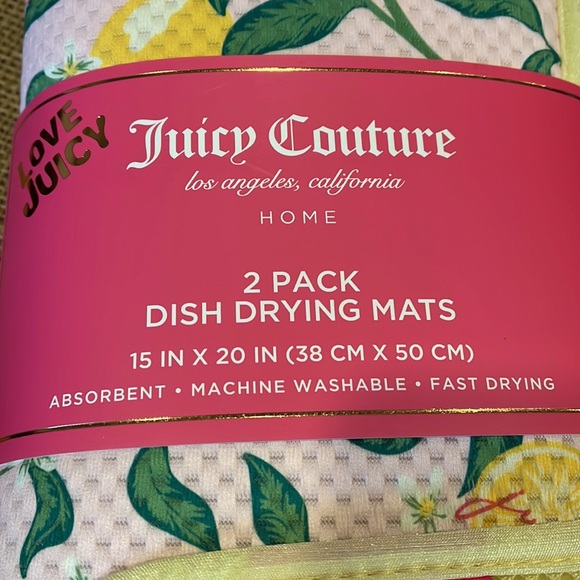 LOVE
JUICY
Juicy Couture
los angeles, california
HOME
2 PACK
DISH DRYING MATS
15 IN X 20 IN (38 CM X 50 CM)
ABSORBENT • MACHINE WASHABLE • FAST DRYING